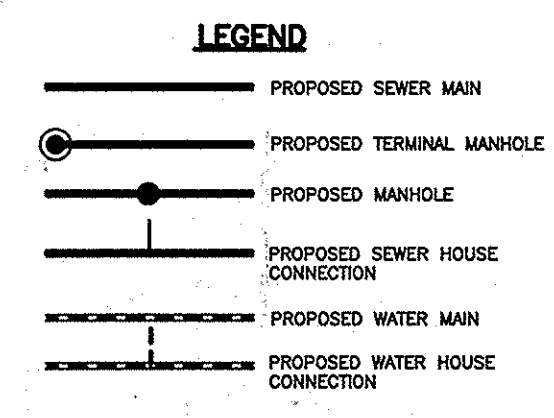 LEGEND
PROPOSED SEWER MAIN
PROPOSED TERMINAL MANHOLE
PROPOSED MANHOLE
PROPOSED SEWER HOUSE
CONNECTION
PROPOSED WATER MAIN
PROPOSED WATER HOUSE
CONNECTION